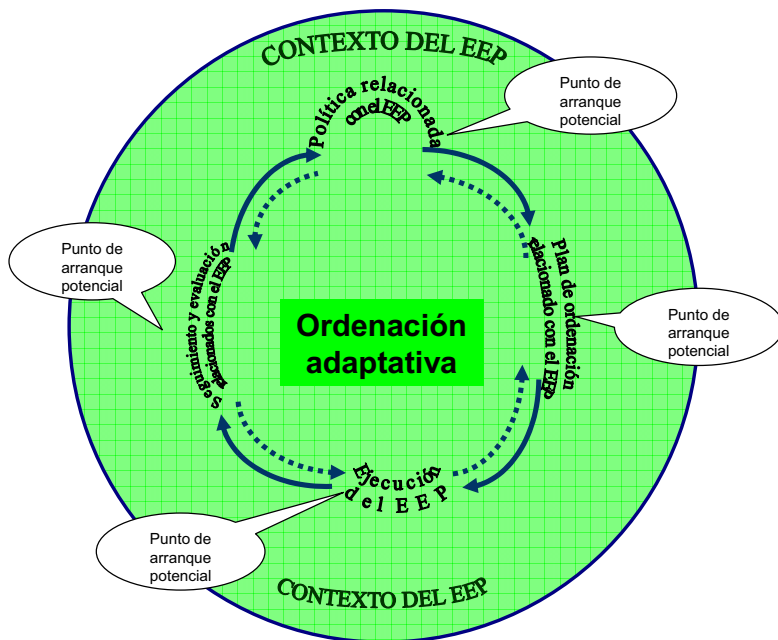 CONTEXTO DEL EEP
Punto de
arranque
potencial
Política relacionada
con el EEP
Punto de
arranque
potencial
Seguimiento y evaluación
relacionados con el EEP
Plan de ordenación
relacionado con el EEP
Punto de
arranque
potencial
Ordenación
adaptativa
Ejecución
del EEP
Punto de
arranque
potencial
CONTEXTO DEL EEP